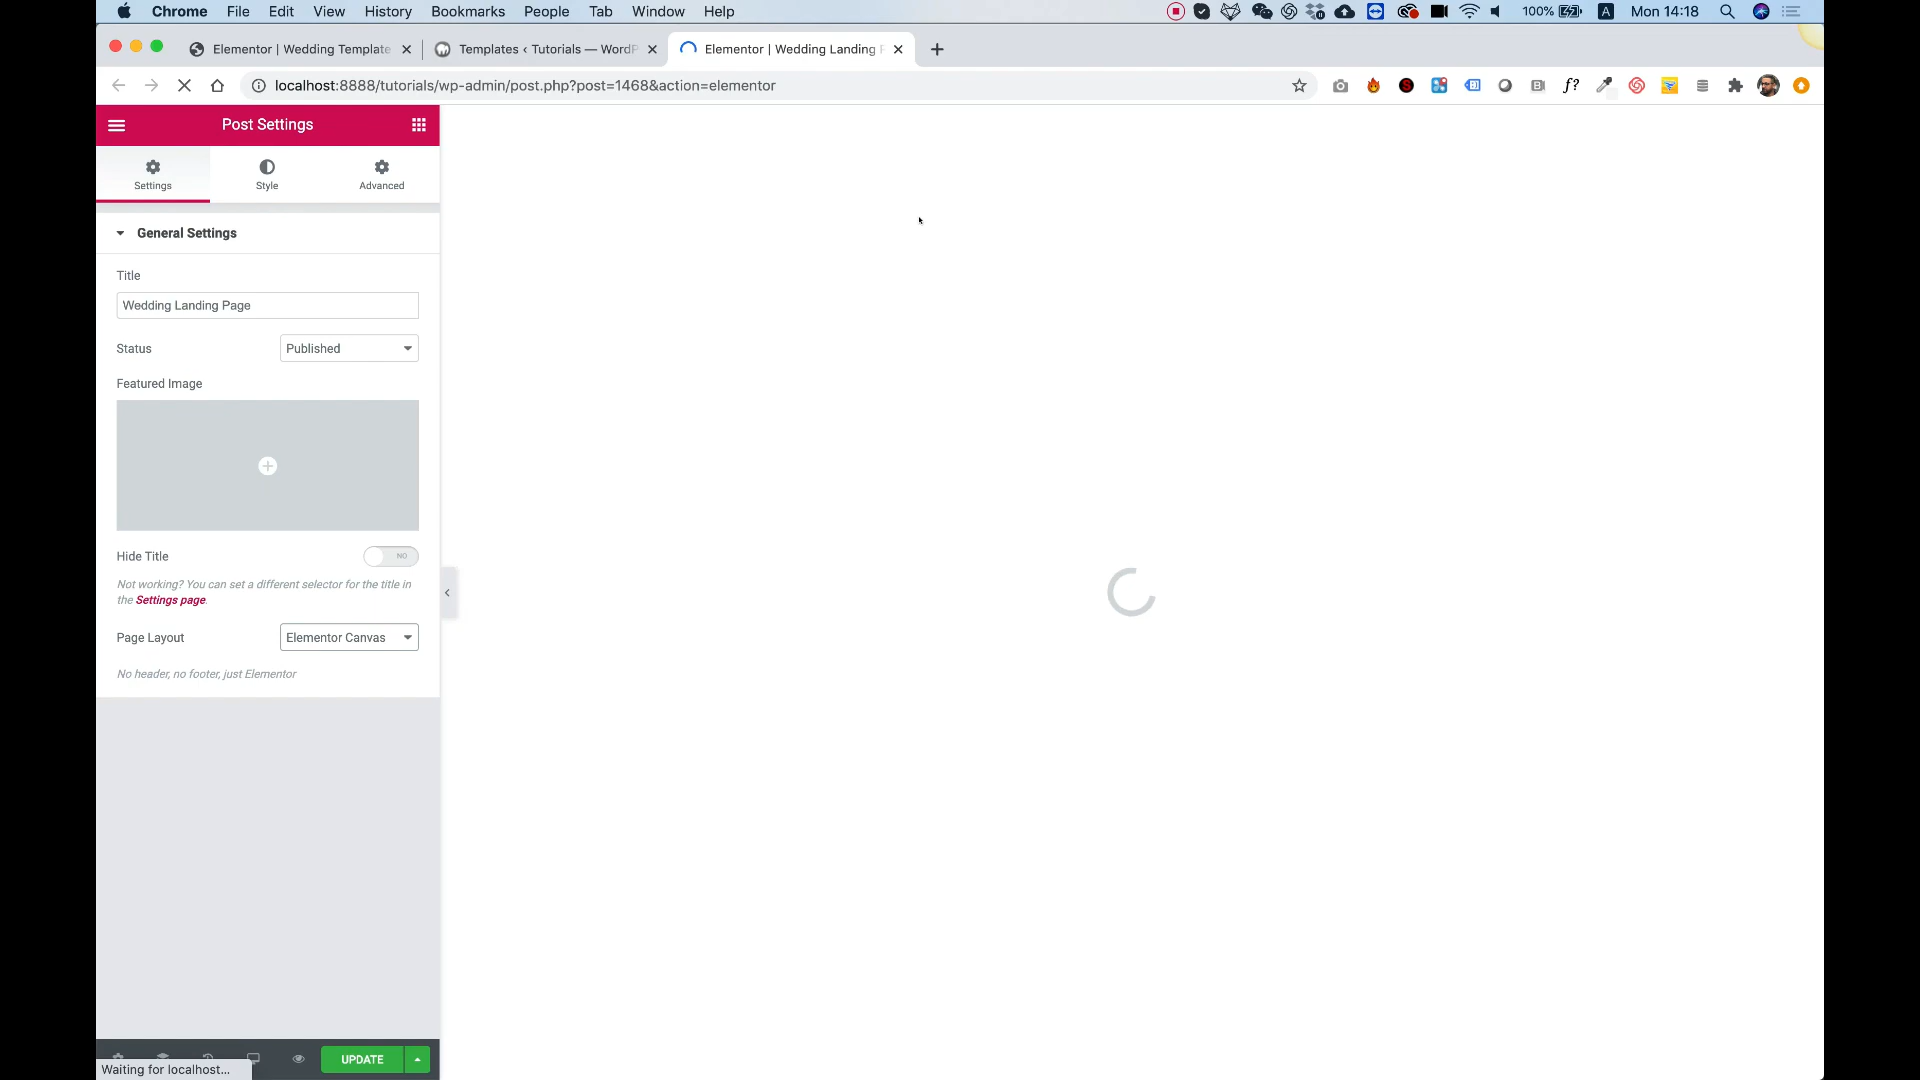 Chrome File Edit View History Bookmarks People Tab Window Help 100% A Mon 14:18
Elementor | Wedding Template
Templates ‹ Tutorials — WordP
Elementor | Wedding Landing P
localhost:8888/tutorials/wp-admin/post.php?post=1468&action=elementor
f?
Post Settings
Settings Style Advanced
General Settings
Title
Wedding Landing Page
Status Published
Featured Image
Hide Title NO
Not working? You can set a different selector for the title in
the Settings page.
Page Layout Elementor Canvas
No header, no footer, just Elementor
UPDATE
Waiting for localhost...